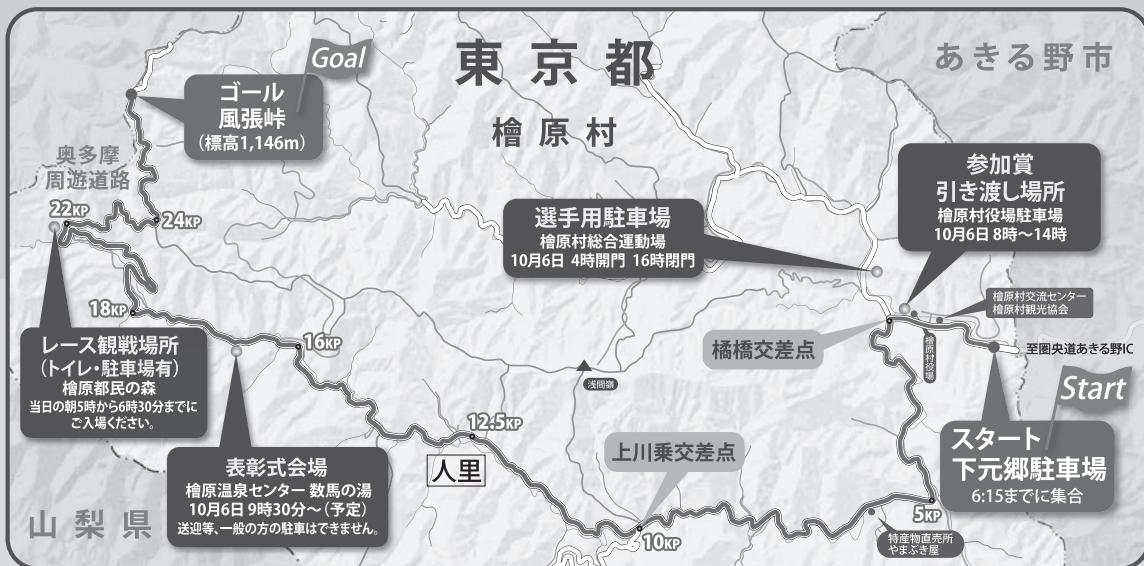 Goal
東京都
あきる野市
ゴール
風張峠
(標高1,146m)
檜原村
奥多摩
周遊道路
参加賞
引き渡し場所
檜原村役場駐車場
10月6日 8時〜14時
選手用駐車場
檜原村総合運動場
10月6日 4時開門 16時閉門
22KP
24KP
18KP
檜原村交流センター
檜原村観光協会
レース観戦場所
(トイレ・駐車場有)
檜原都民の森
当日の朝5時から6時30分までに
ご入場ください。
16KP
橘橋交差点
檜原村役場
至圏央道あきる野IC
浅間嶺
Start
スタート
下元郷駐車場
6:15までに集合
12.5KP
上川乗交差点
人里
表彰式会場
檜原温泉センター 数馬の湯
10月6日 9時30分〜(予定)
送迎等、一般の方の駐車はできません。
山梨県
5KP
10KP
特産物直売所
やまぶき屋